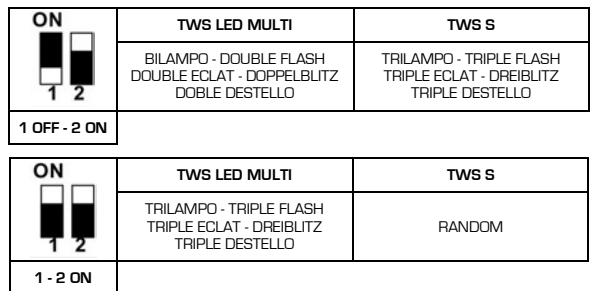 ON
1 2
1 OFF - 2 ON
TWS LED MULTI
TWS S
BILAMPO - DOUBLE FLASH
DOUBLE ECLAT - DOPPELBLITZ
DOBLE DESTELLO
TRILAMPO - TRIPLE FLASH
TRIPLE ECLAT - DREIBLITZ
TRIPLE DESTELLO
ON
1 2
1 - 2 ON
TWS LED MULTI
TWS S
TRILAMPO - TRIPLE FLASH
TRIPLE ECLAT - DREIBLITZ
TRIPLE DESTELLO
RANDOM